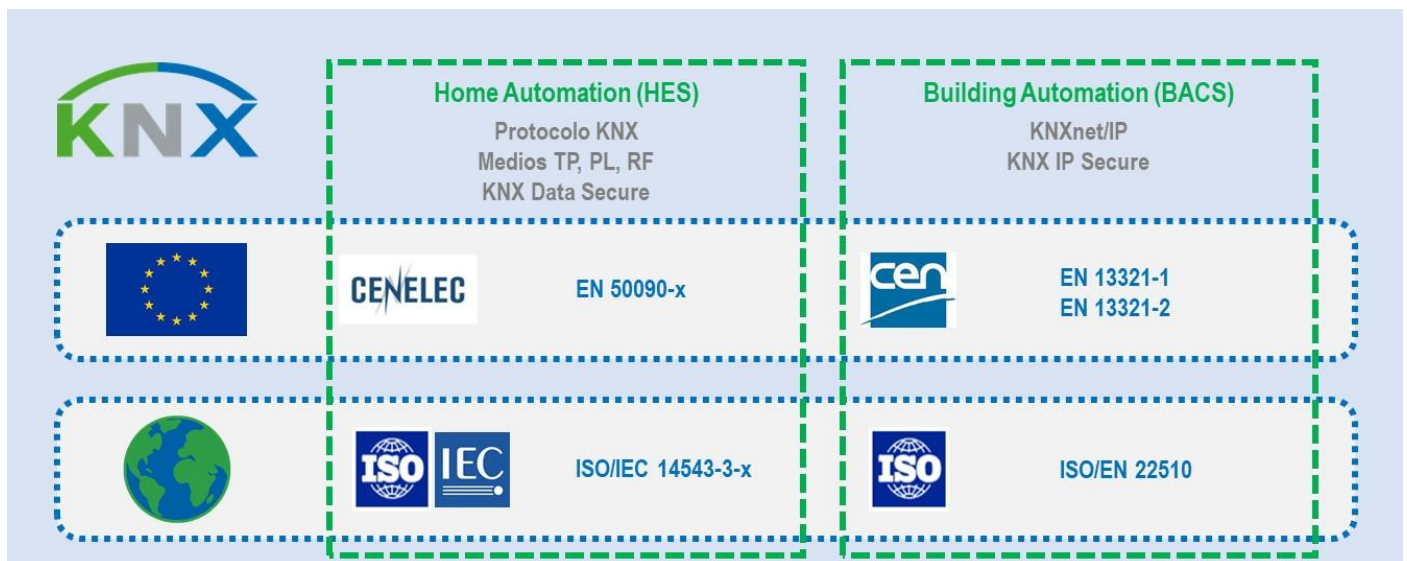 KNX
Home Automation (HES)
Protocolo KNX
Medios TP, PL, RF
KNX Data Secure
Building Automation (BACS)
KNXnet/IP
KNX IP Secure
CENELEC
EN 50090-x
cen
EN 13321-1
EN 13321-2
ISO
IEC
ISO/IEC 14543-3-x
ISO
ISO/EN 22510